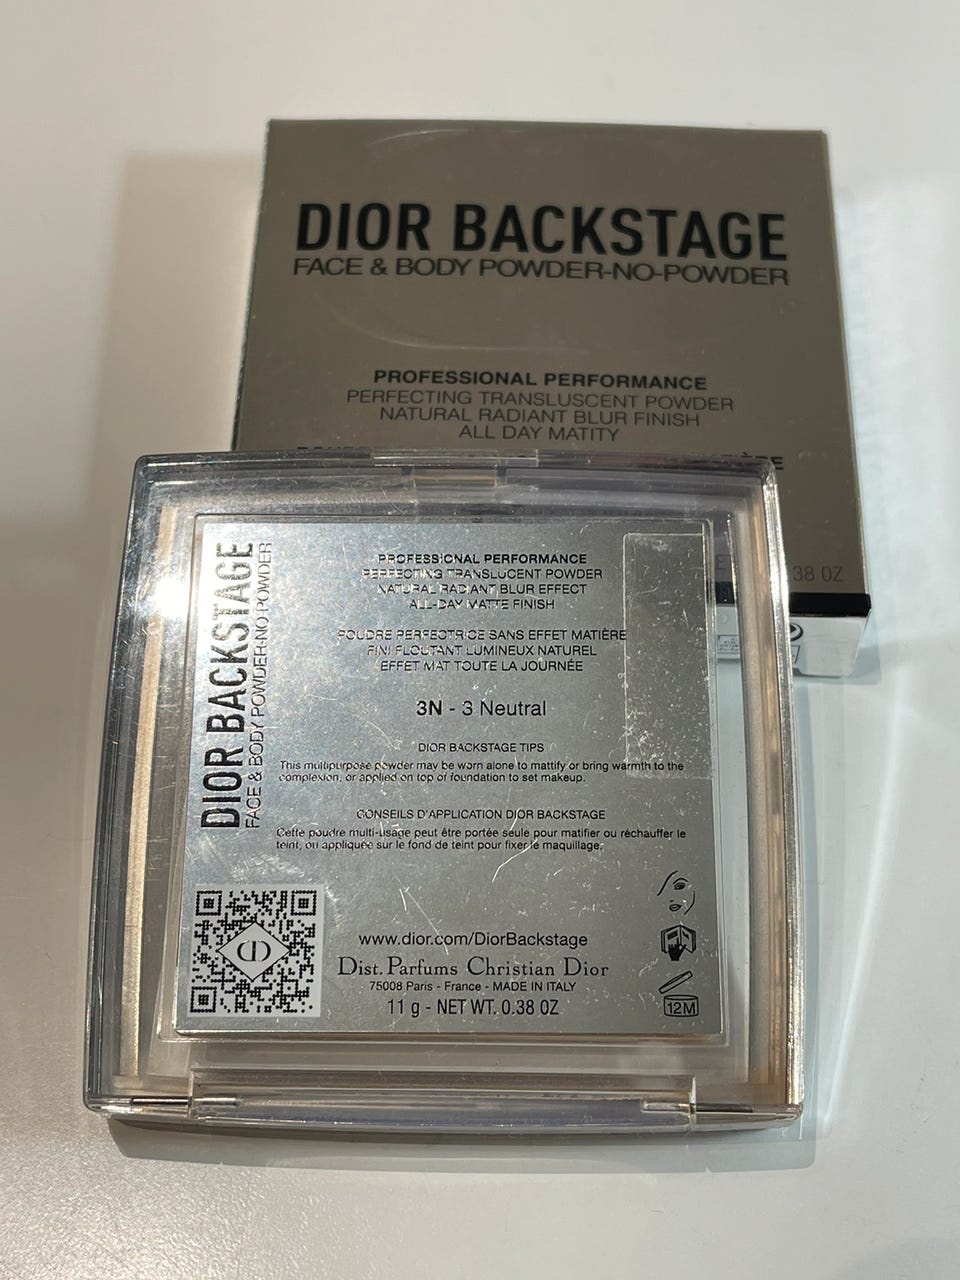 DIOR BACKSTAGE
FACE & BODY POWDER-NO-POWDER
PROFESSIONAL PERFORMANCE
PERFECTING TRANSLUSCENT POWDER
NATURAL RADIANT BLUR FINISH
ALL DAY MATITY
.38 OZ
DIOR BACKSTAGE
FACE & BODY POWDER-NO-POWDER
PROFESSIONAL PERFORMANCE
PERFECTING TRANSLUCENT POWDER
NATURAL RADIANT BLUR EFFECT
ALL-DAY MATTE FINISH
POUDRE PERFECTRICE SANS EFFET MATIÈRE
FINI FLOUTANT LUMINEUX NATUREL
EFFET MAT TOUTE LA JOURNÉE
3N - 3 Neutral
DIOR BACKSTAGE TIPS
This multipurpose powder may be worn alone to mattify or bring warmth to the
complexion, or applied on top of foundation to set makeup.
CONSEILS D'APPLICATION DIOR BACKSTAGE
Cette poudre multi-usage peut être portée seule pour matifier ou réchauffer le
teint, ou appliquée sur le fond de teint pour fixer le maquillage.
CD
www.dior.com/DiorBackstage
Dist. Parfums Christian Dior
75008 Paris - France - MADE IN ITALY
11 g - NET WT. 0.38 OZ
12M